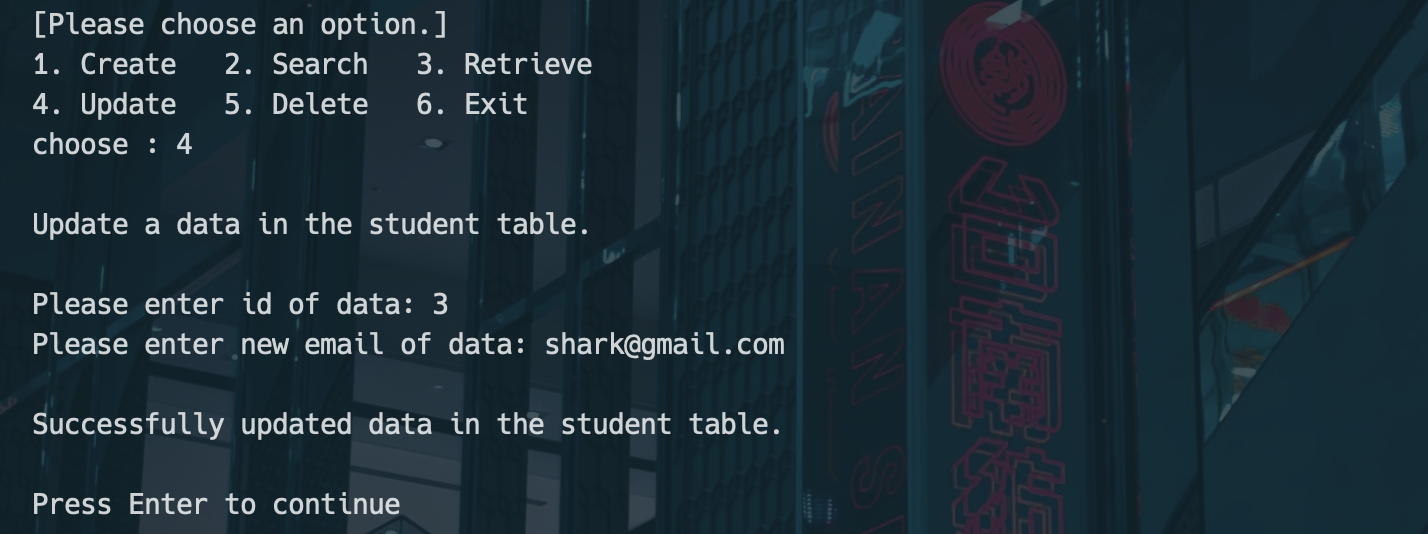 [Please choose an option.]
1. Create   2. Search   3. Retrieve
4. Update   5. Delete   6. Exit
choose : 4
Update a data in the student table.
Please enter id of data: 3
Please enter new email of data: shark@gmail.com
Successfully updated data in the student table.
Press Enter to continue